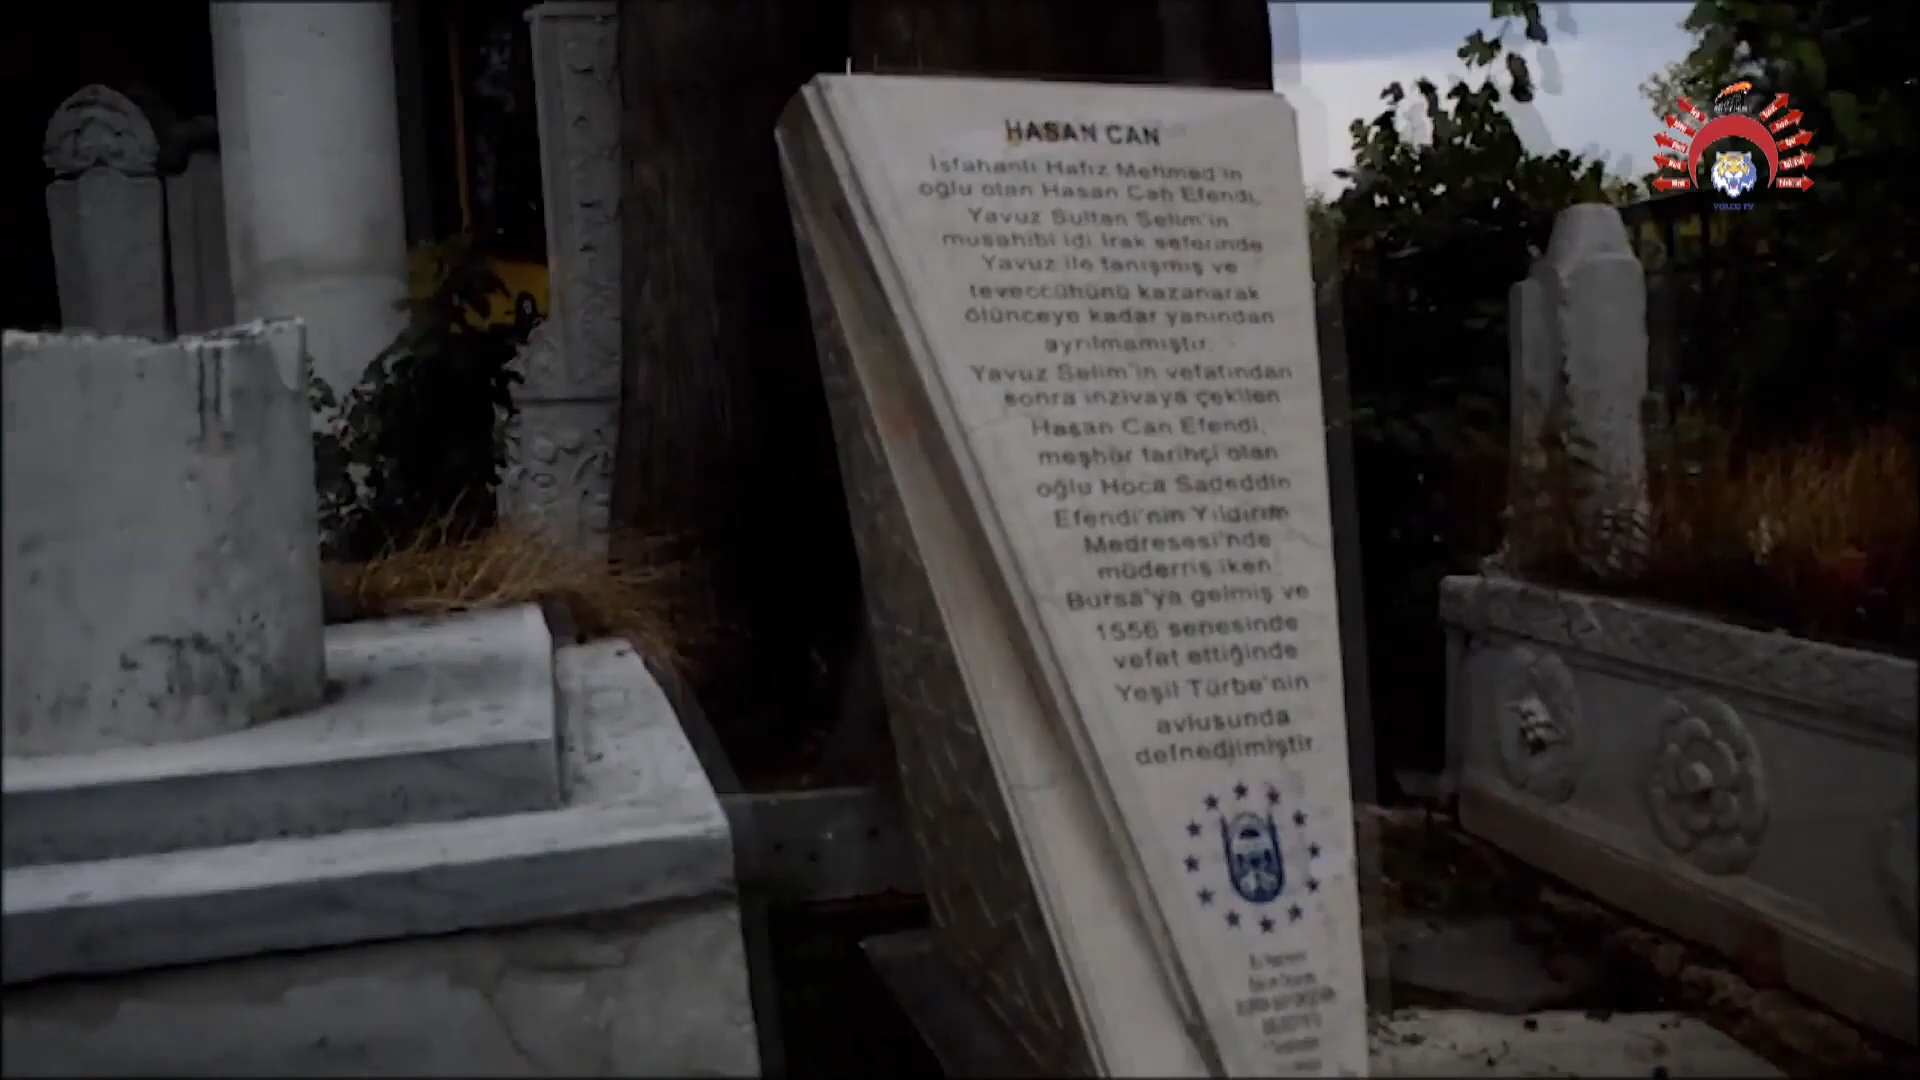 HASAN CAN
İsfahanlı Hafız Mehmed'in
oğlu olan Hasan Can Efendi,
Yavuz Sultan Selim'in
musahibi idi Irak seferinde
Yavuz ile tanışmış ve
teveccühünü kazanarak
ölünceye kadar yanından
ayrılmamıştır.
Yavuz Selim'in vefatından
sonra inzivaya çekilen
Hasan Can Efendi,
meşhur tarihçi olan
oğlu Hoca Sadeddin
Efendi'nin Yıldırım
Medresesi'nde
müderris iken
Bursa'ya gelmiş ve
1556 senesinde
vefat ettiğinde
Yeşil Türbe'nin
avlusunda
defnedilmiştir.
VOLCU TV